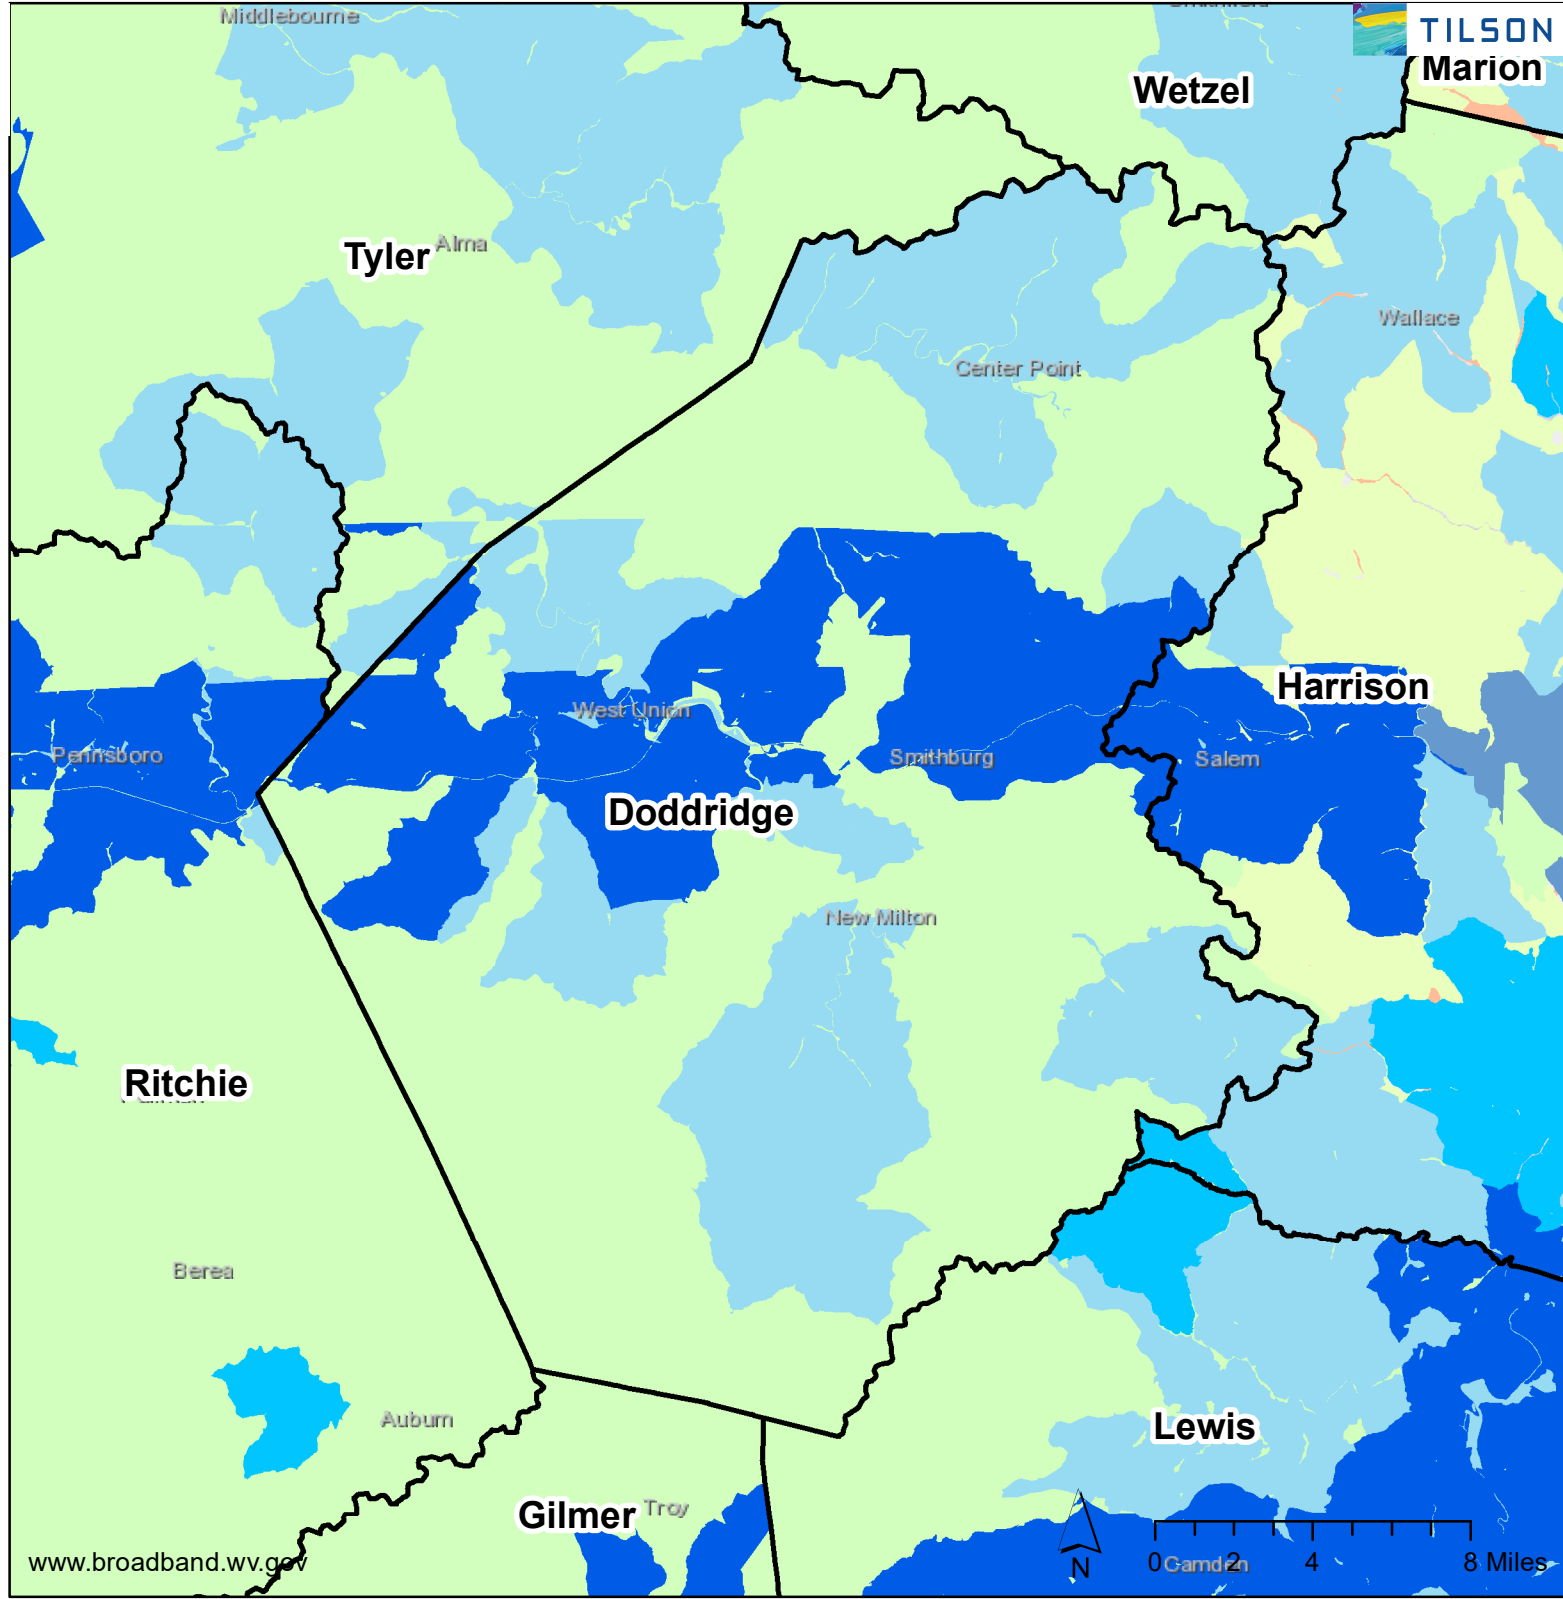 Middlebourne
TILSON
Marion
Wetzel
Tyler
Alma
Wallace
Center Point
Harrison
West Union
Pennsboro
Smithburg
Salem
Doddridge
New Milton
Ritchie
Berea
Auburn
Lewis
Gilmer
Troy
www.broadband.wv.gov
N
0 2 4 8 Miles
Camden